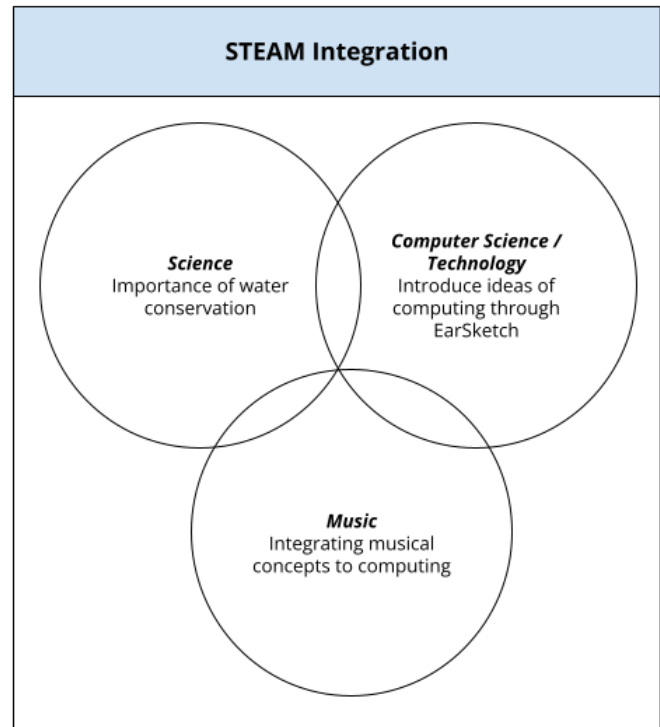 STEAM Integration
Science
Importance of water
conservation
Computer Science /
Technology
Introduce ideas of
computing through
EarSketch
Music
Integrating musical
concepts to computing